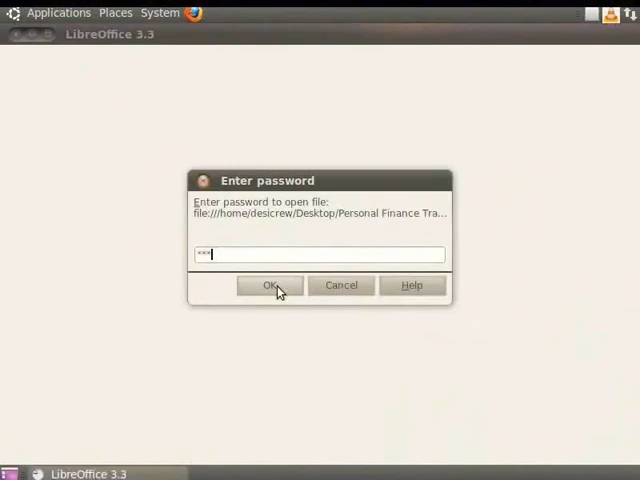 Applications Places System
LibreOffice 3.3
Enter password
Enter password to open file:
file:///home/desicrew/Desktop/Personal Finance Tra...
***
OK Cancel Help
LibreOffice 3.3